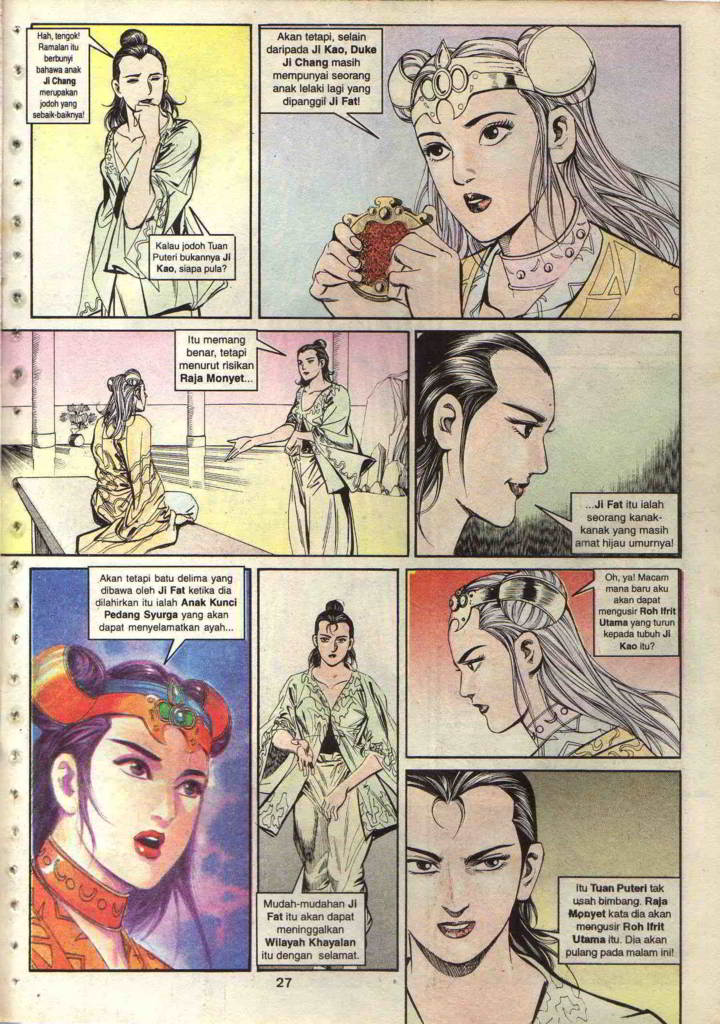 Hah, tengok!
Ramalan itu
berbunyi
bahawa anak
Ji Chang
merupakan
jodoh yang
sebaik-baiknya!
Kalau jodoh Tuan
Puteri bukannya Ji
Kao, siapa pula?
Akan tetapi, selain
daripada Ji Kao, Duke
Ji Chang masih
mempunyai seorang
anak lelaki lagi yang
dipanggil Ji Fat!
Itu memang
benar, tetapi
menurut risikan
Raja Monyet...
...Ji Fat itu ialah
seorang kanak-
kanak yang masih
amat hijau umurnya!
Akan tetapi batu delima yang
dibawa oleh Ji Fat ketika dia
dilahirkan itu ialah Anak Kunci
Pedang Syurga yang akan
dapat menyelamatkan ayah...
Mudah-mudahan Ji
Fat itu akan dapat
meninggalkan
Wilayah Khayalan
itu dengan selamat.
Oh, ya! Macam
mana baru aku
akan dapat
mengusir Roh Ifrit
Utama yang turun
kepada tubuh Ji
Kao itu?
Itu Tuan Puteri tak
usah bimbang. Raja
Monyet kata dia akan
mengusir Roh Ifrit
Utama itu. Dia akan
pulang pada malam ini!
27